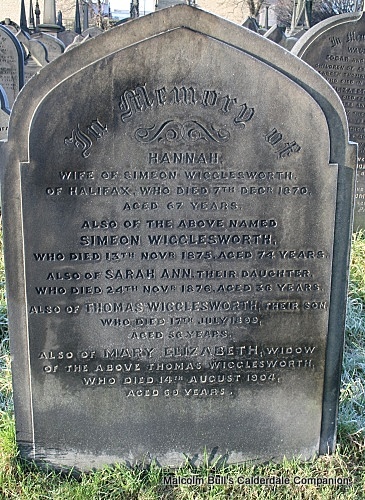 In Memory of
HANNAH,
WIFE OF SIMEON WIGGLESWORTH,
OF HALIFAX, WHO DIED 7TH DECR 1870,
AGED 67 YEARS.
ALSO OF THE ABOVE NAMED
SIMEON WIGGLESWORTH,
WHO DIED 13TH NOVR 1875, AGED 74 YEARS.
ALSO OF SARAH ANN, THEIR DAUGHTER,
WHO DIED 24TH NOVR 1876, AGED 36 YEARS.
ALSO OF THOMAS WIGGLESWORTH, THEIR SON,
WHO DIED 17TH JULY 1899,
AGED 56 YEARS.
ALSO OF MARY ELIZABETH, WIDOW
OF THE ABOVE THOMAS WIGGLESWORTH,
WHO DIED 14TH AUGUST 1904,
AGED 59 YEARS.
Malcolm Bull's Calderdale Companion